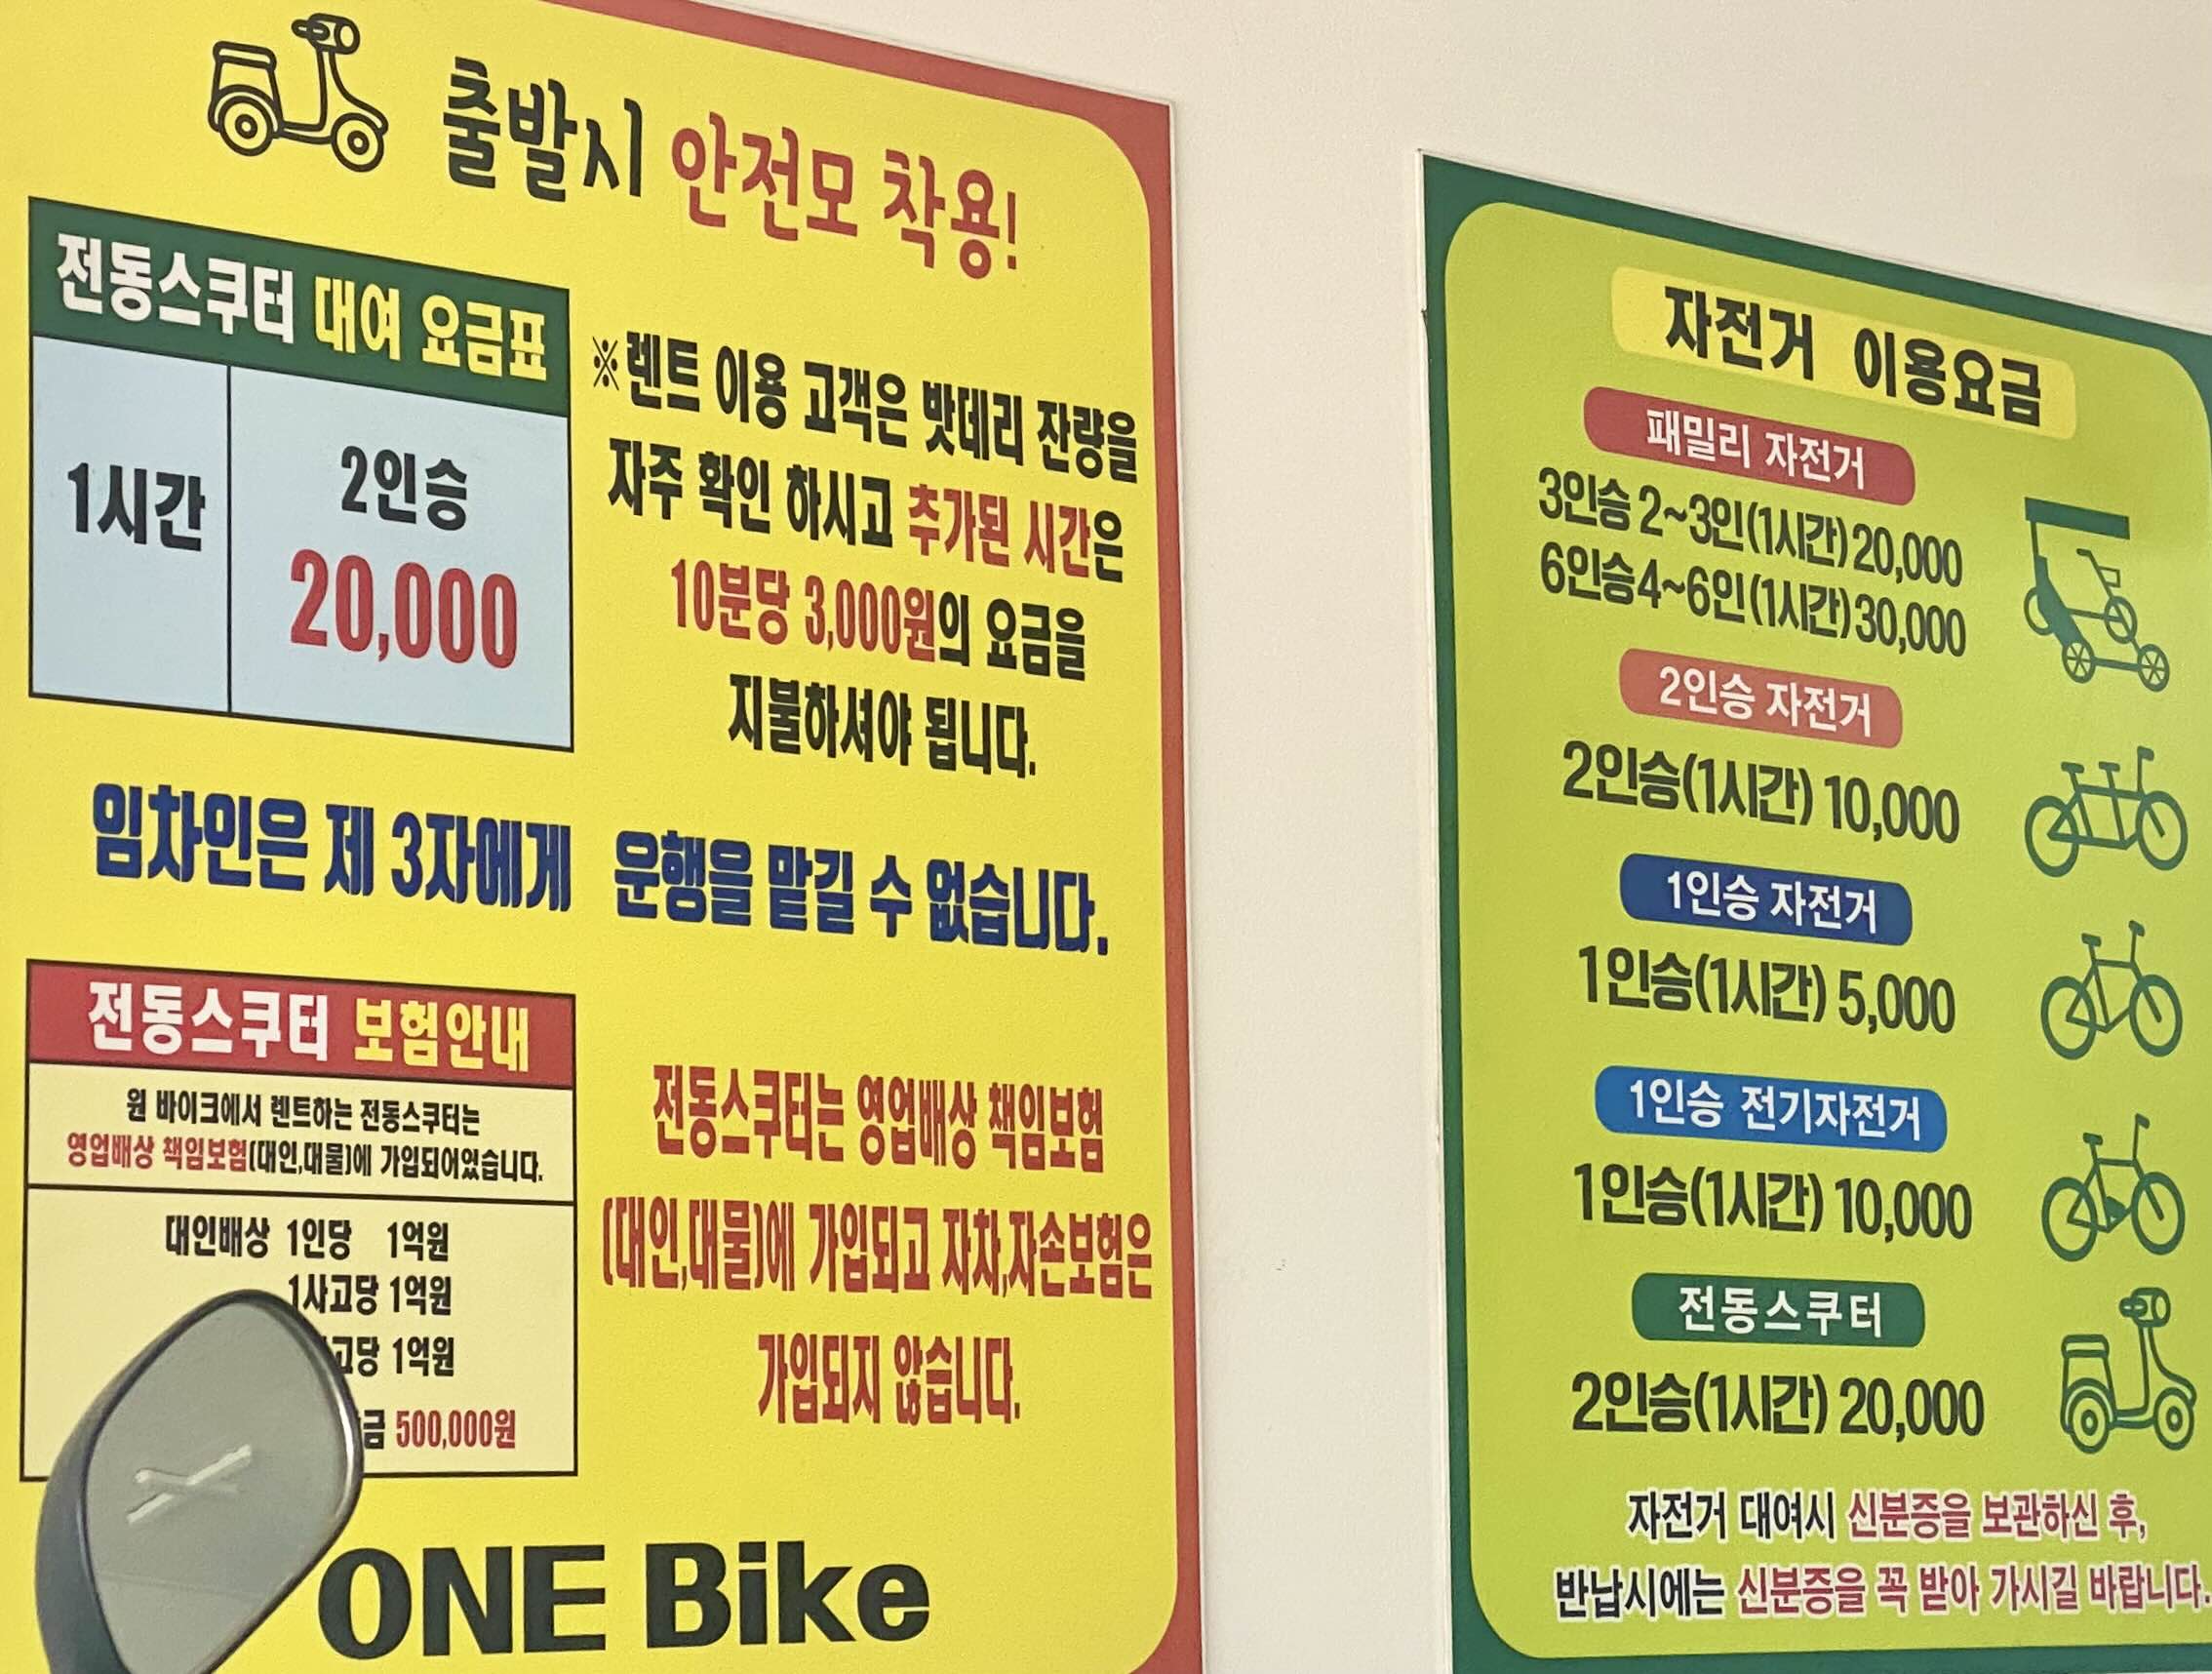 출발시 안전모 착용!
전동스쿠터 대여 요금표
1시간
2인승
20,000
※렌트 이용 고객은 밧데리 잔량을
자주 확인 하시고 추가된 시간은
10분당 3,000원의 요금을
지불하셔야 됩니다.
임차인은 제 3자에게 운행을 맡길 수 없습니다.
전동스쿠터 보험안내
원 바이크에서 렌트하는 전동스쿠터는
영업배상 책임보험(대인,대물)에 가입되어있습니다.
대인배상 1인당 1억원
1사고당 1억원
고당 1억원
금 500,000원
전동스쿠터는 영업배상 책임보험
(대인,대물)에 가입되고 자차,자손보험은
가입되지 않습니다.
ONE Bike
자전거 이용요금
패밀리 자전거
3인승 2~3인(1시간) 20,000
6인승 4~6인(1시간) 30,000
2인승 자전거
2인승(1시간) 10,000
1인승 자전거
1인승(1시간) 5,000
1인승 전기자전거
1인승(1시간) 10,000
전동스쿠터
2인승(1시간) 20,000
자전거 대여시 신분증을 보관하신 후,
반납시에는 신분증을 꼭 받아 가시길 바랍니다.